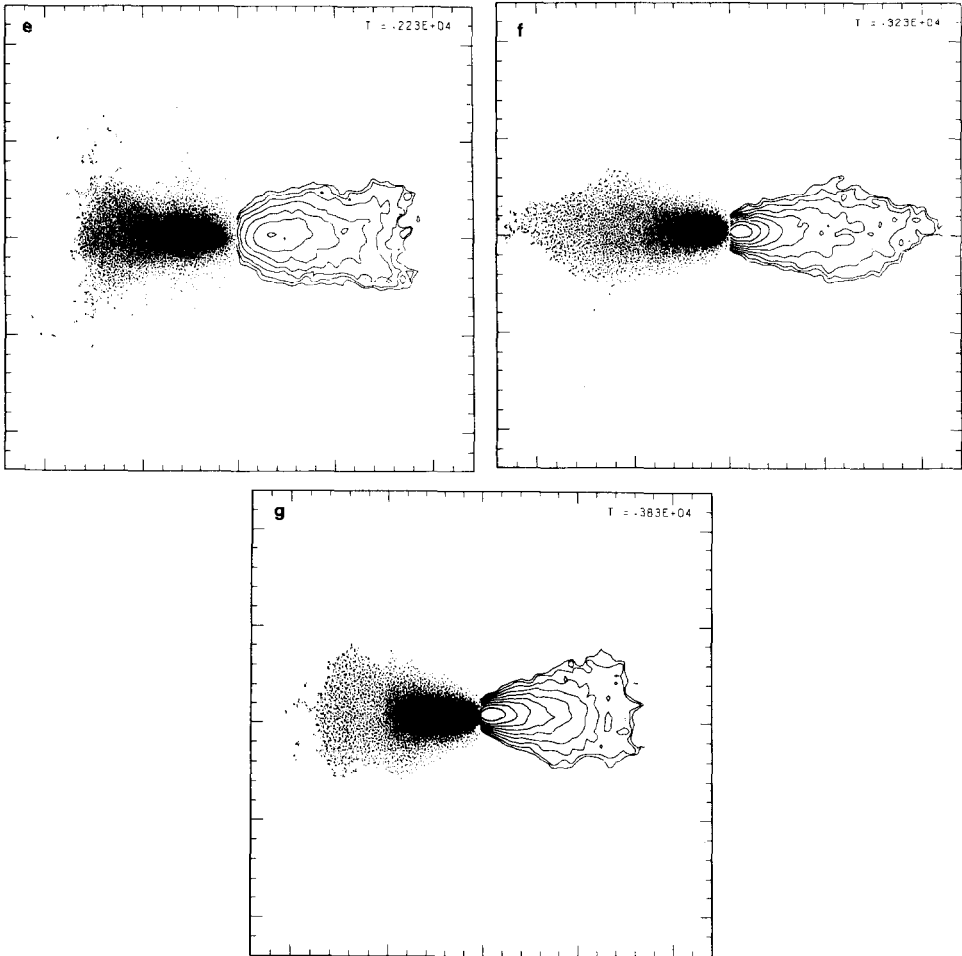 e
T = .223E+04
f
T = .323E+04
g
T = .383E+04